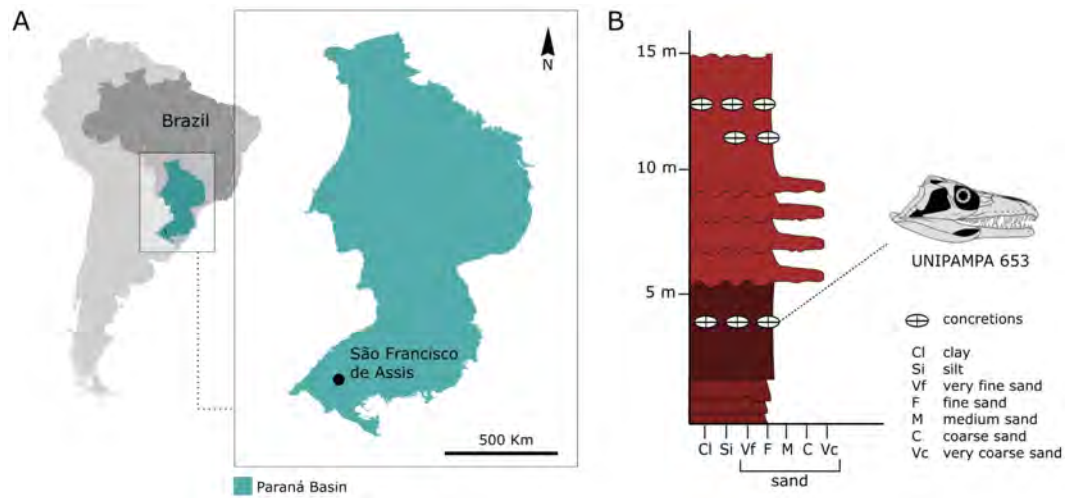 A
Brazil
N
São Francisco
de Assis
500 Km
Paraná Basin
B
15 m
10 m
5 m
UNIPAMPA 653
concretions
Cl clay
Si silt
Vf very fine sand
F fine sand
M medium sand
C coarse sand
Vc very coarse sand
Cl Si Vf F M C Vc
sand